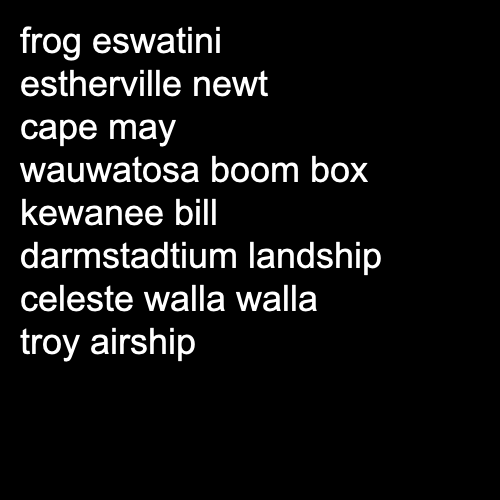 frog eswatini
estherville newt
cape may
wauwatosa boom box
kewanee bill
darmstadtium landship
celeste walla walla
troy airship